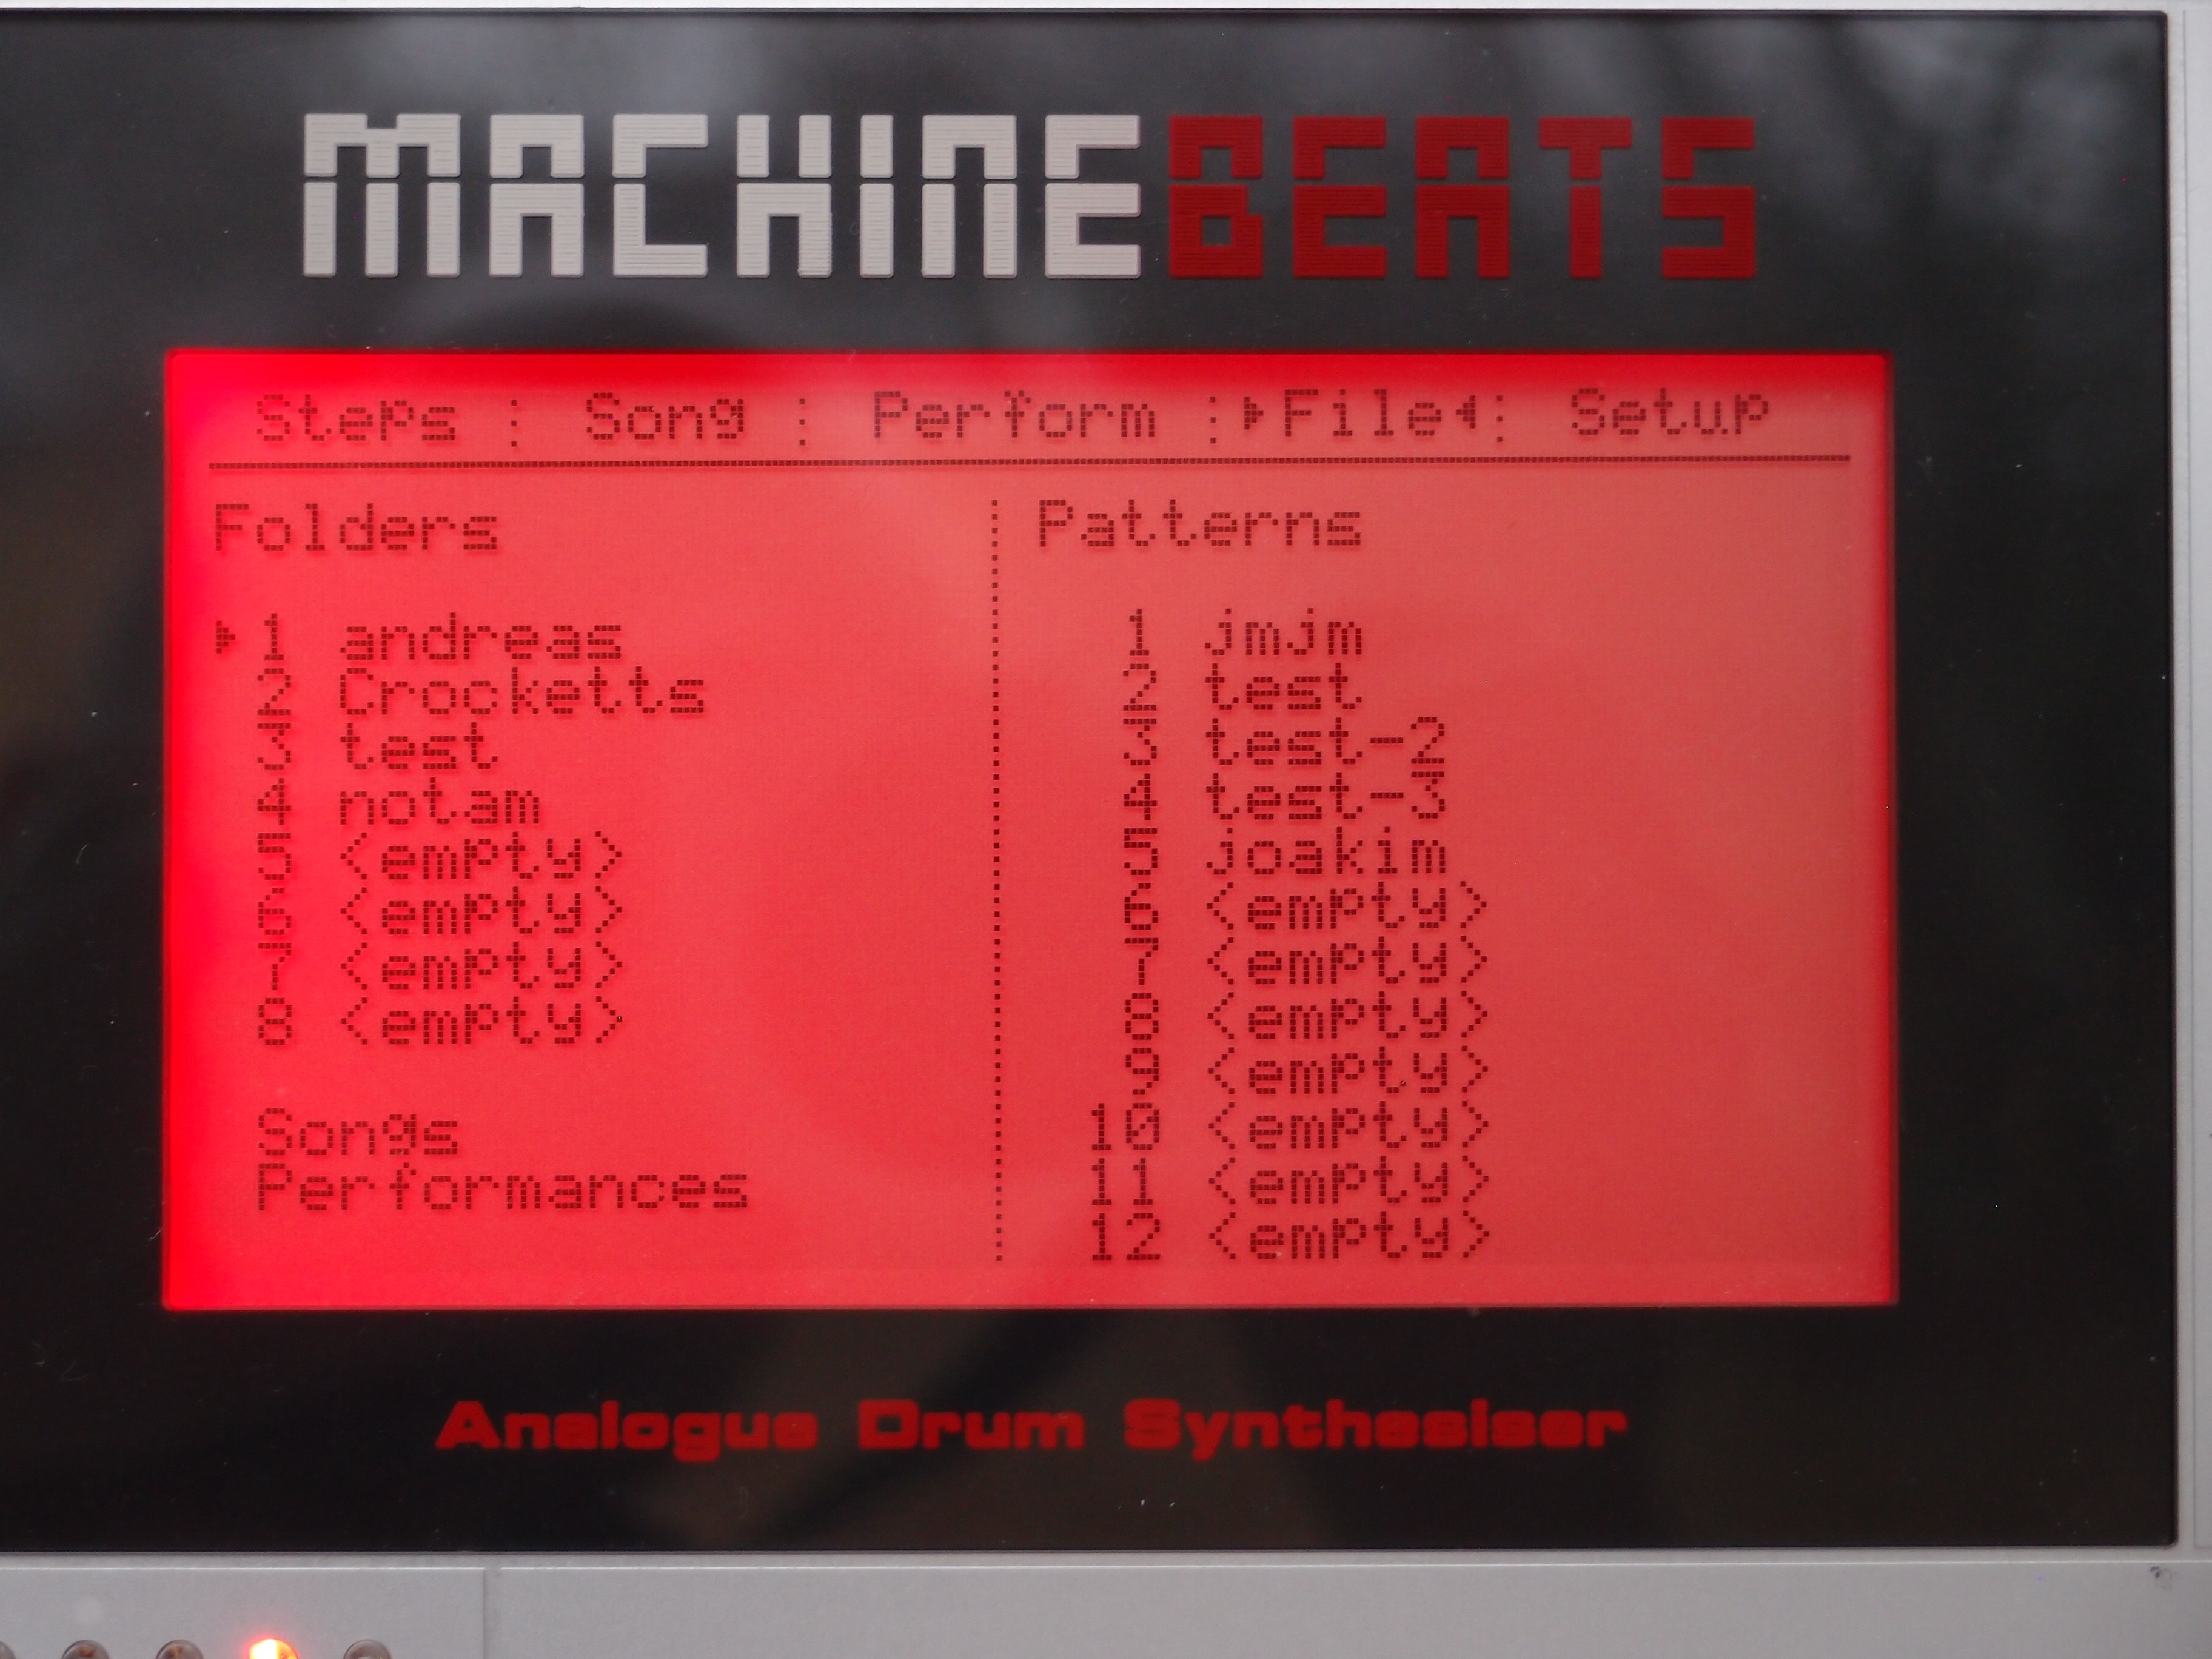 MACHINEBEATS
Steps : Song : Perform :▸File◂: Setup
Folders
▸1 andreas
2 Crocketts
3 test
4 notam
5 <empty>
6 <empty>
7 <empty>
8 <empty>
Songs
Performances
Patterns
1 jmjm
2 test
3 test-2
4 test-3
5 joakim
6 <empty>
7 <empty>
8 <empty>
9 <empty>
10 <empty>
11 <empty>
12 <empty>
Analogue Drum Synthesiser